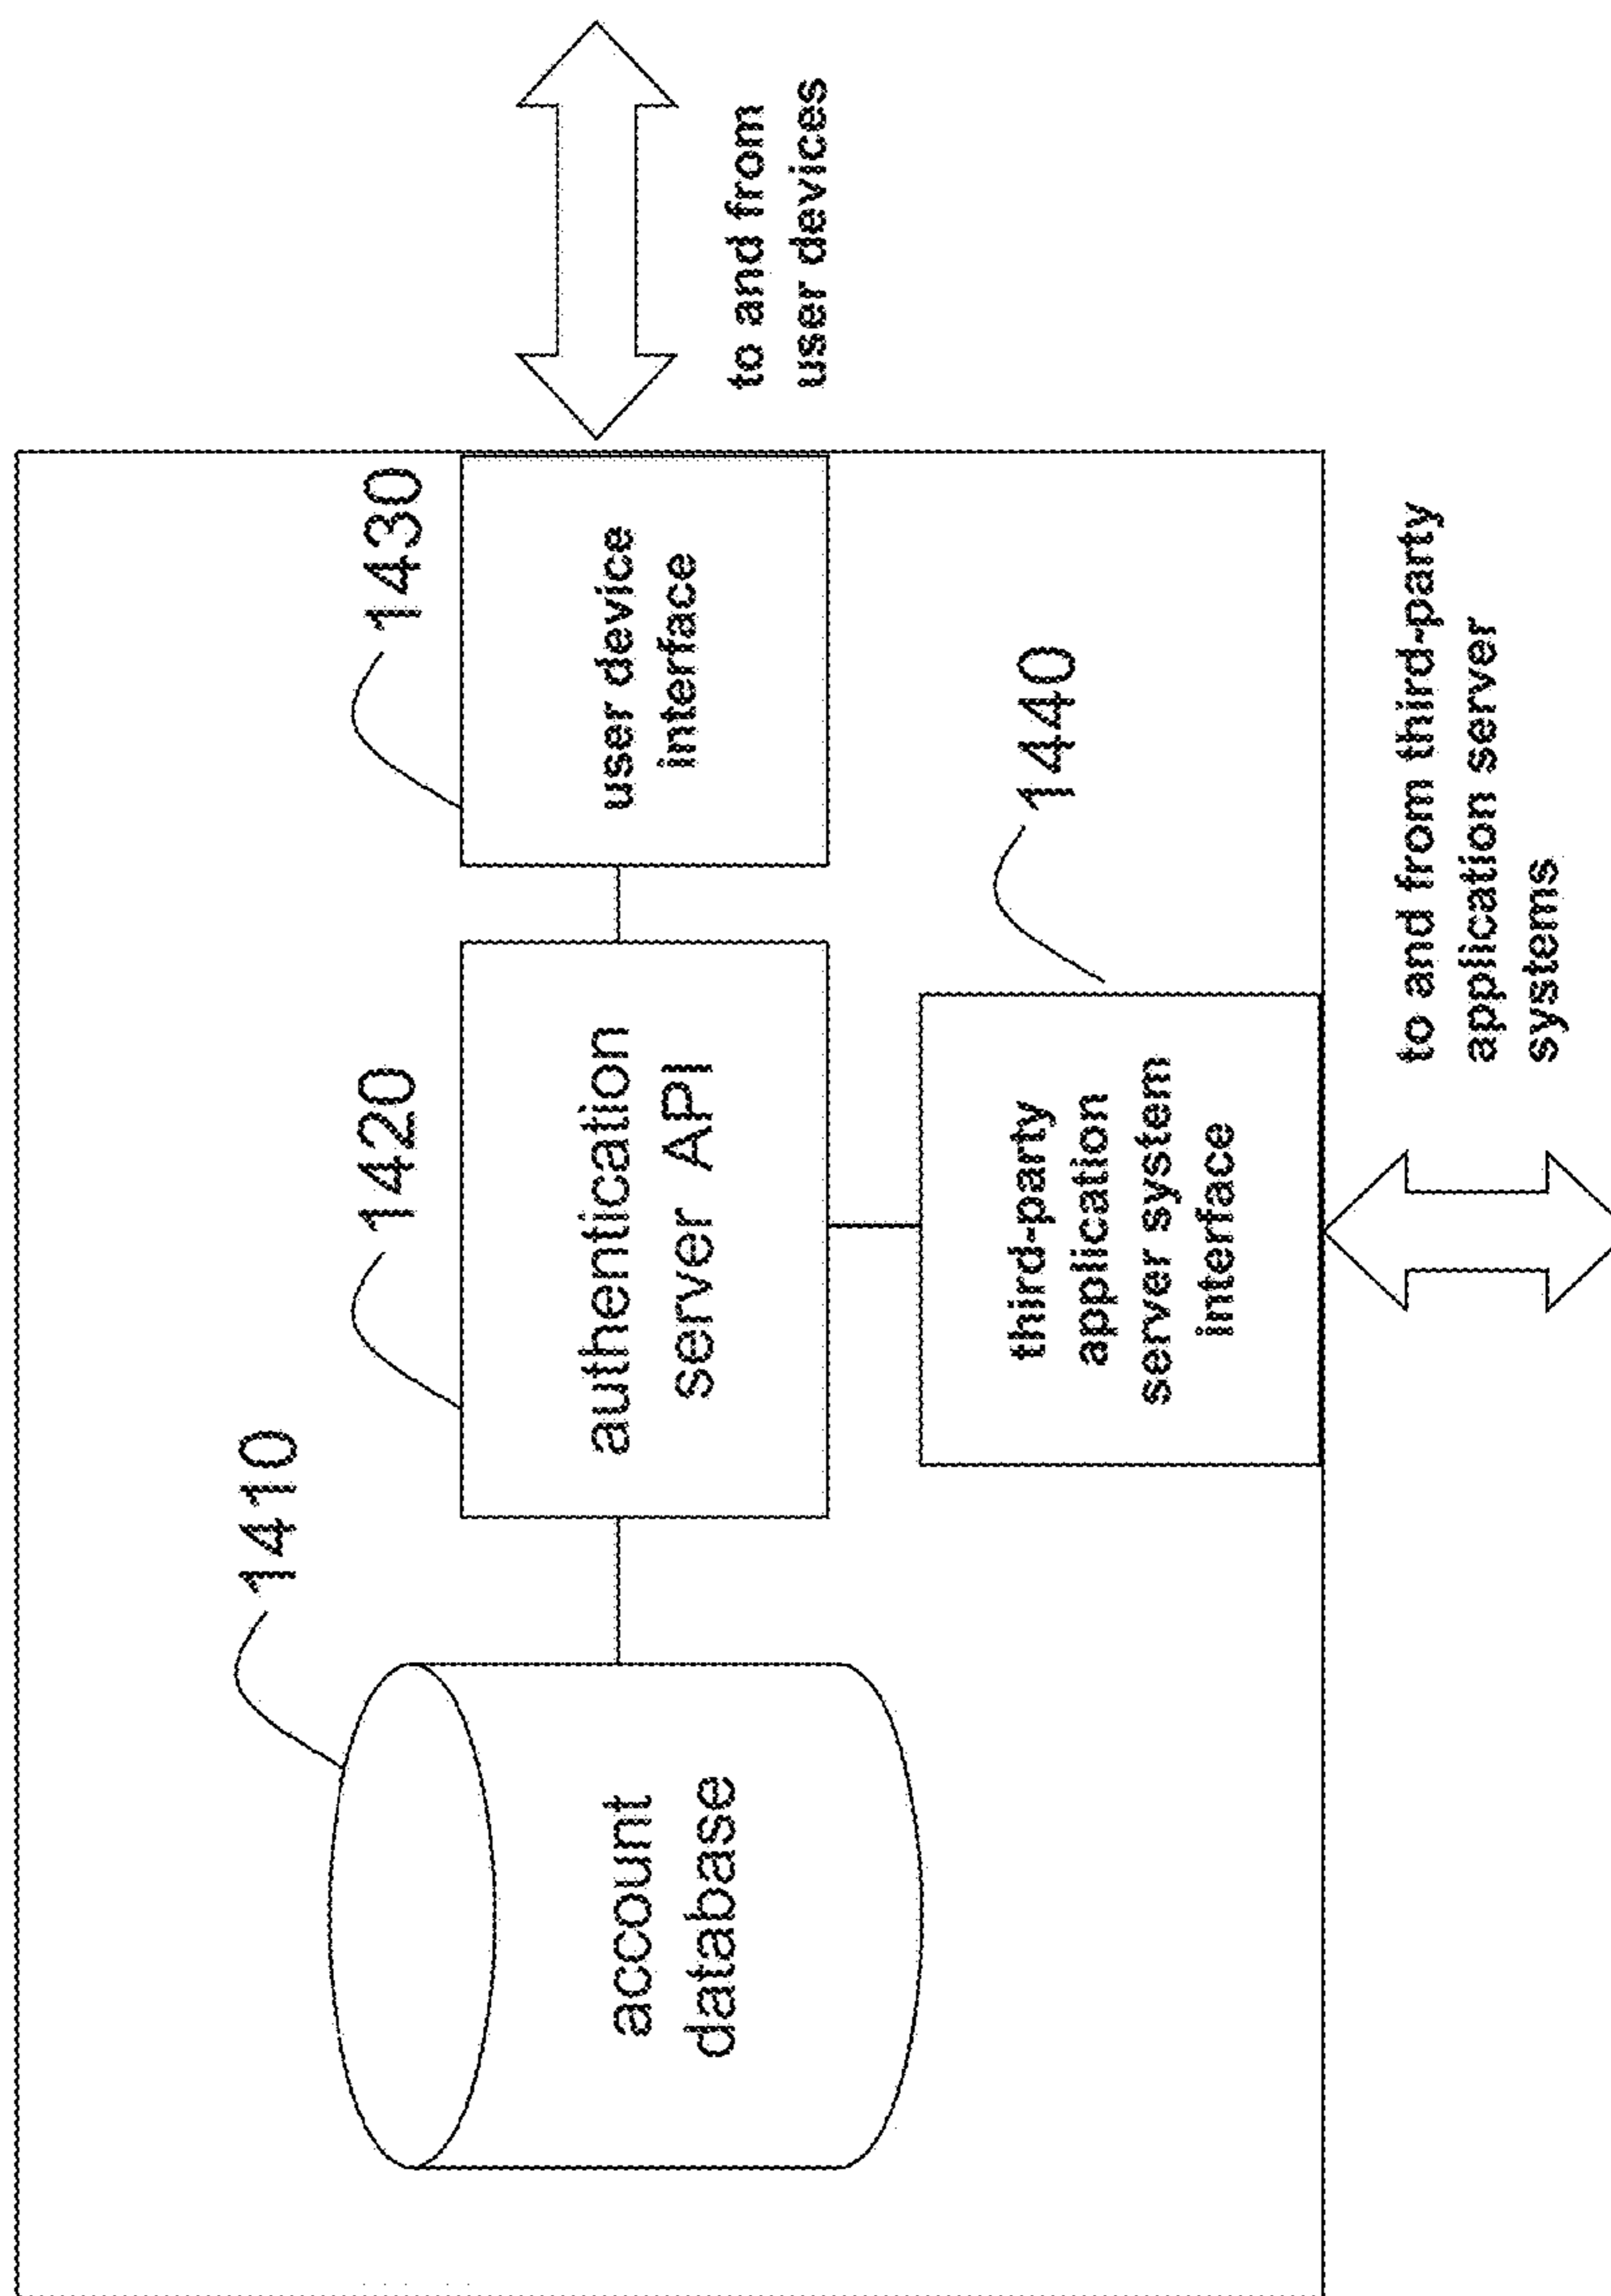 1410
account
database
1420
authentication
server API
1430
user device
interface
to and from
user devices
1440
third-party
application
server system
interface
to and from third-party
application server
systems